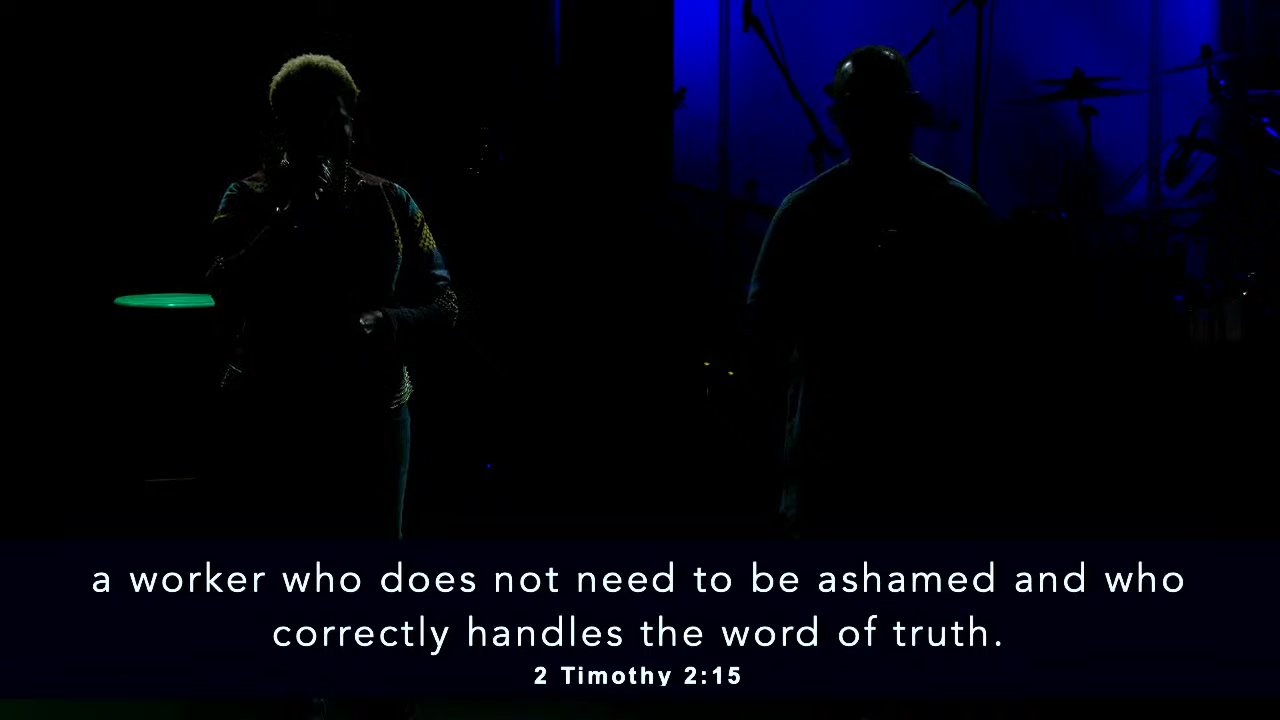 a worker who does not need to be ashamed and who
correctly handles the word of truth.
2 Timothy 2:15